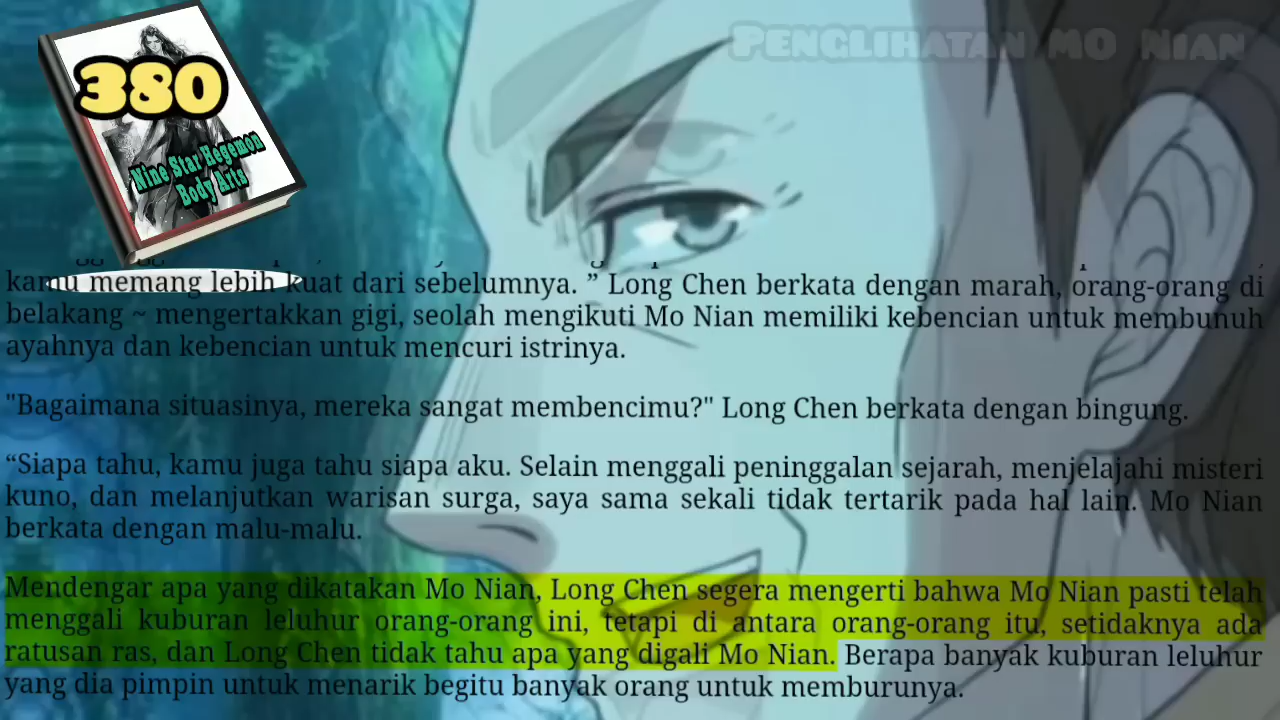 Penglihatan Mo Nian
380
Nine Star Hegemon
Body Arts
kamu memang lebih kuat dari sebelumnya. ” Long Chen berkata dengan marah, orang-orang di
belakang ~ mengertakkan gigi, seolah mengikuti Mo Nian memiliki kebencian untuk membunuh
ayahnya dan kebencian untuk mencuri istrinya.
"Bagaimana situasinya, mereka sangat membencimu?" Long Chen berkata dengan bingung.
“Siapa tahu, kamu juga tahu siapa aku. Selain menggali peninggalan sejarah, menjelajahi misteri
kuno, dan melanjutkan warisan surga, saya sama sekali tidak tertarik pada hal lain. Mo Nian
berkata dengan malu-malu.
Mendengar apa yang dikatakan Mo Nian, Long Chen segera mengerti bahwa Mo Nian pasti telah
menggali kuburan leluhur orang-orang ini, tetapi di antara orang-orang itu, setidaknya ada
ratusan ras, dan Long Chen tidak tahu apa yang digali Mo Nian. Berapa banyak kuburan leluhur
yang dia pimpin untuk menarik begitu banyak orang untuk memburunya.